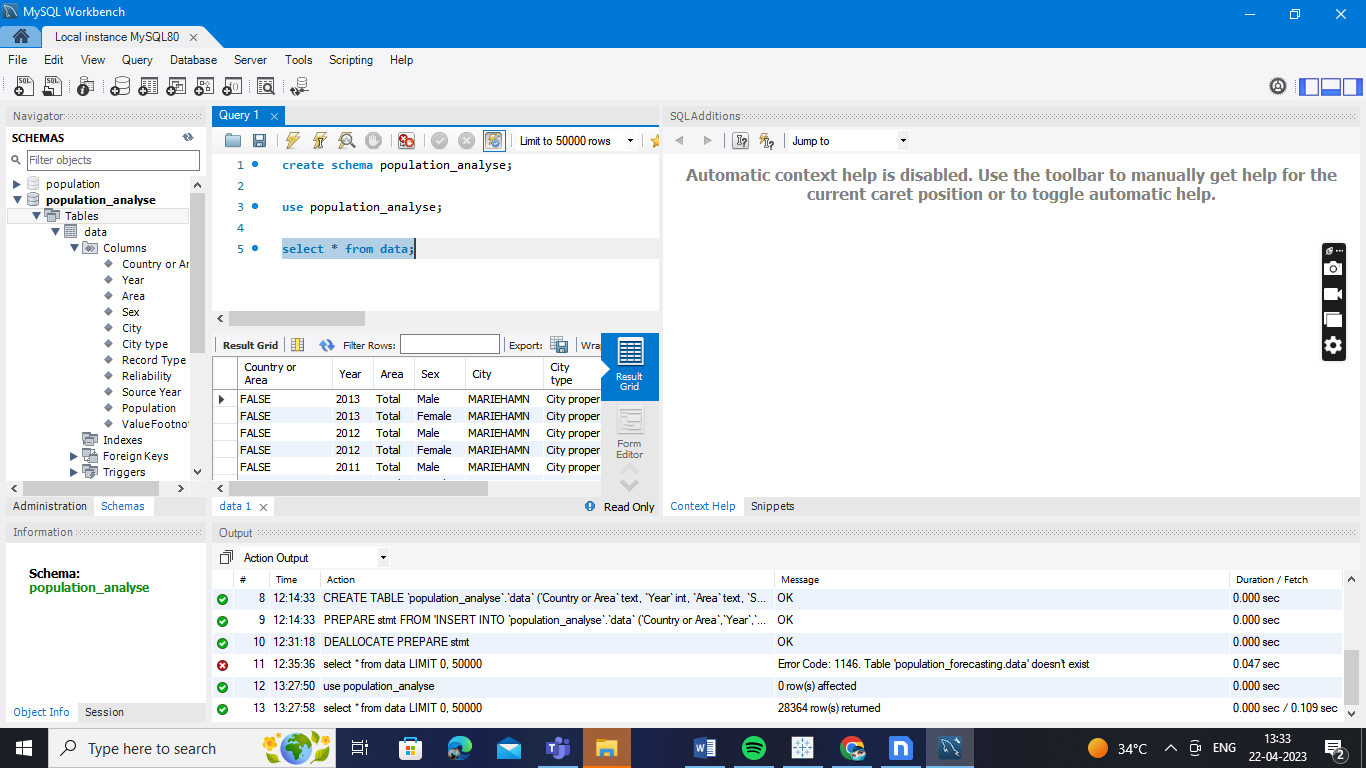 MySQL Workbench
Local instance MySQL80
File Edit View Query Database Server Tools Scripting Help
Navigator
SCHEMAS
Filter objects
population
population_analyse
Tables
data
Columns
Country or Ar
Year
Area
Sex
City
City type
Record Type
Reliability
Source Year
Population
ValueFootno
Indexes
Foreign Keys
Triggers
Administration Schemas
Information
Schema:
population_analyse
Object Info Session
Query 1
Limit to 50000 rows
1 create schema population_analyse;
2
3 use population_analyse;
4
5 select * from data;
Result Grid Filter Rows: Export: Wra
Country or Area Year Area Sex City City type
FALSE 2013 Total Male MARIEHAMN City proper
FALSE 2013 Total Female MARIEHAMN City proper
FALSE 2012 Total Male MARIEHAMN City proper
FALSE 2012 Total Female MARIEHAMN City proper
FALSE 2011 Total Male MARIEHAMN City proper
Result Grid
Form Editor
data 1 Read Only
SQLAdditions
Jump to
Automatic context help is disabled. Use the toolbar to manually get help for the
current caret position or to toggle automatic help.
Context Help Snippets
Output
Action Output
# Time Action Message Duration / Fetch
8 12:14:33 CREATE TABLE `population_analyse`.`data` (`Country or Area` text, `Year` int, `Area` text, `S... OK 0.000 sec
9 12:14:33 PREPARE stmt FROM 'INSERT INTO `population_analyse`.`data` (`Country or Area`,`Year`,`... OK 0.000 sec
10 12:31:18 DEALLOCATE PREPARE stmt OK 0.000 sec
11 12:35:36 select * from data LIMIT 0, 50000 Error Code: 1146. Table 'population_forecasting.data' doesn't exist 0.047 sec
12 13:27:50 use population_analyse 0 row(s) affected 0.000 sec
13 13:27:58 select * from data LIMIT 0, 50000 28364 row(s) returned 0.000 sec / 0.109 sec
Type here to search
34°C ENG 13:33
22-04-2023
2